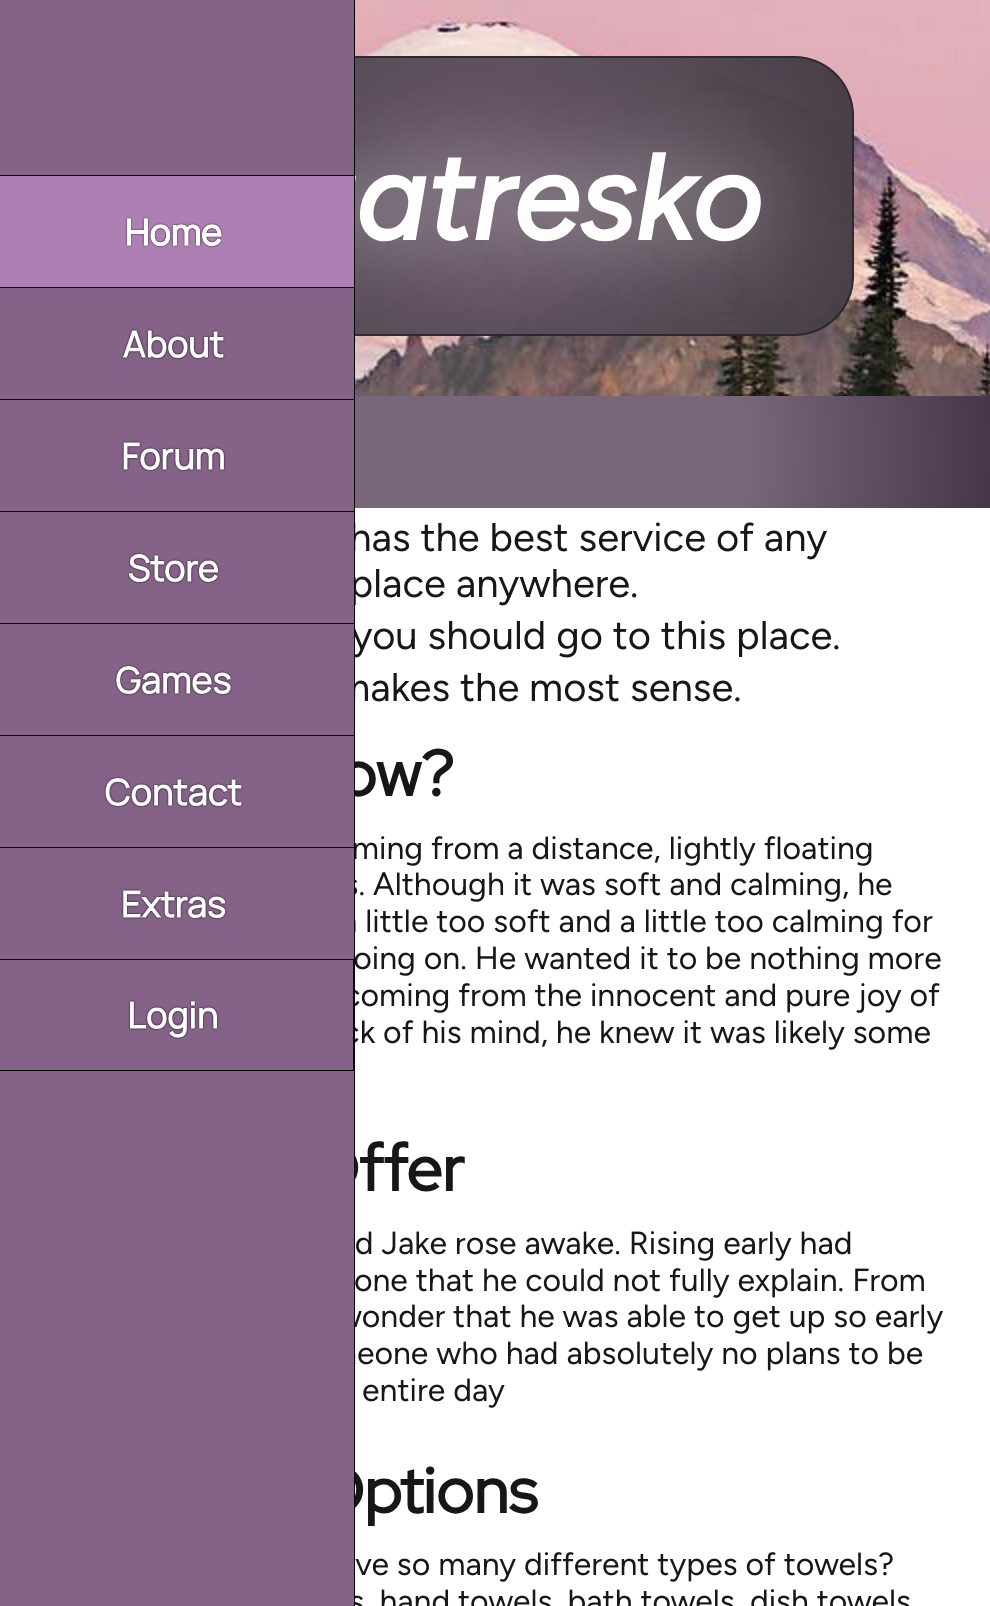 Home
About
Forum
Store
Games
Contact
Extras
Login
atresko
has the best service of any
place anywhere.
you should go to this place.
makes the most sense.
ow?
ming from a distance, lightly floating
s. Although it was soft and calming, he
a little too soft and a little too calming for
oing on. He wanted it to be nothing more
coming from the innocent and pure joy of
ck of his mind, he knew it was likely some
Offer
d Jake rose awake. Rising early had
one that he could not fully explain. From
wonder that he was able to get up so early
eone who had absolutely no plans to be
entire day
Options
ve so many different types of towels?
s, hand towels, bath towels, dish towels,